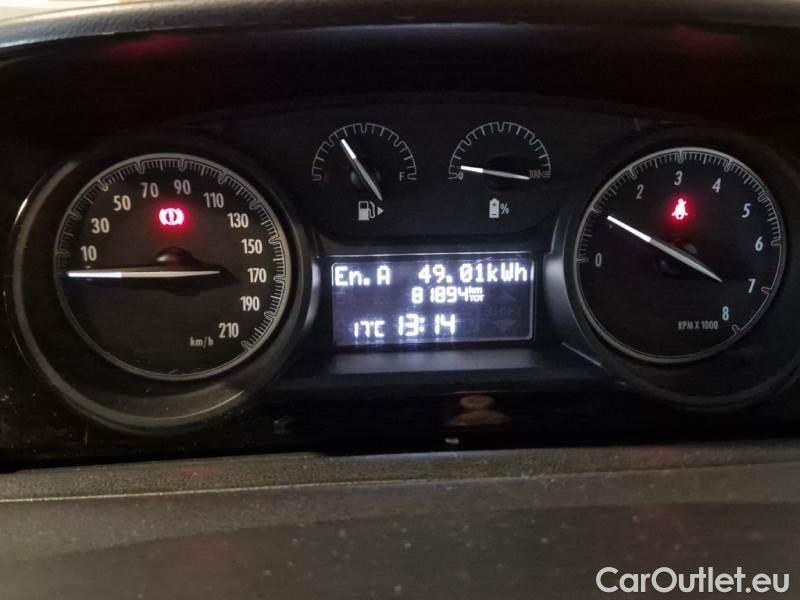 10 30 50 70 90 110 130 150 170 190 210
km/h
F
0 100
%
En.A 49.01kWh
81894 km TOT
17°C 13:14
0 1 2 3 4 5 6 7 8
RPM X 1000
CarOutlet.eu